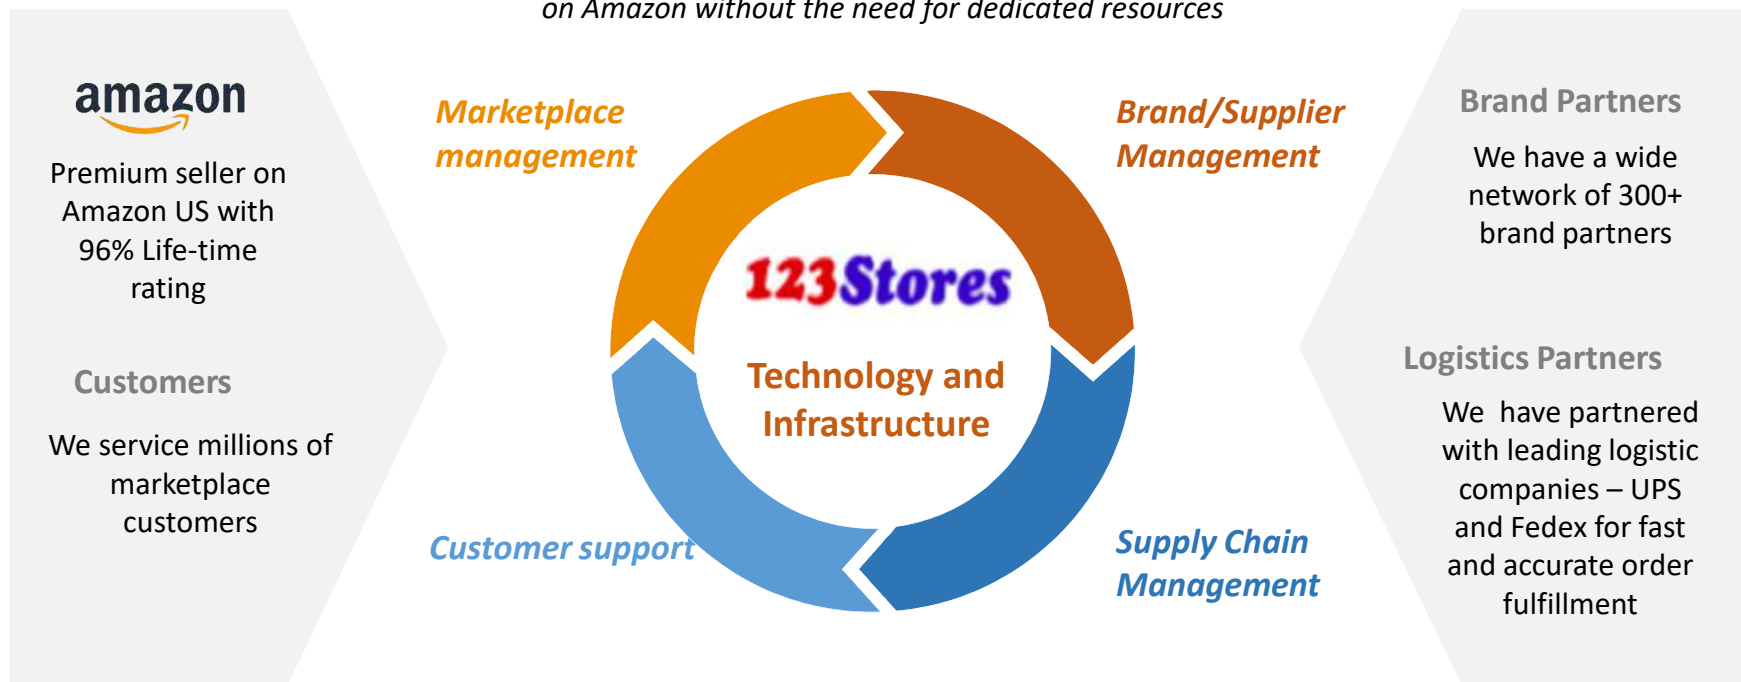 on Amazon without the need for dedicated resources
amazon
Premium seller on
Amazon US with
96% Life-time
rating
Customers
We service millions of
marketplace
customers
Marketplace
management
Brand/Supplier
Management
123Stores
Technology and
Infrastructure
Customer support
Supply Chain
Management
Brand Partners
We have a wide
network of 300+
brand partners
Logistics Partners
We  have partnered
with leading logistic
companies – UPS
and Fedex for fast
and accurate order
fulfillment